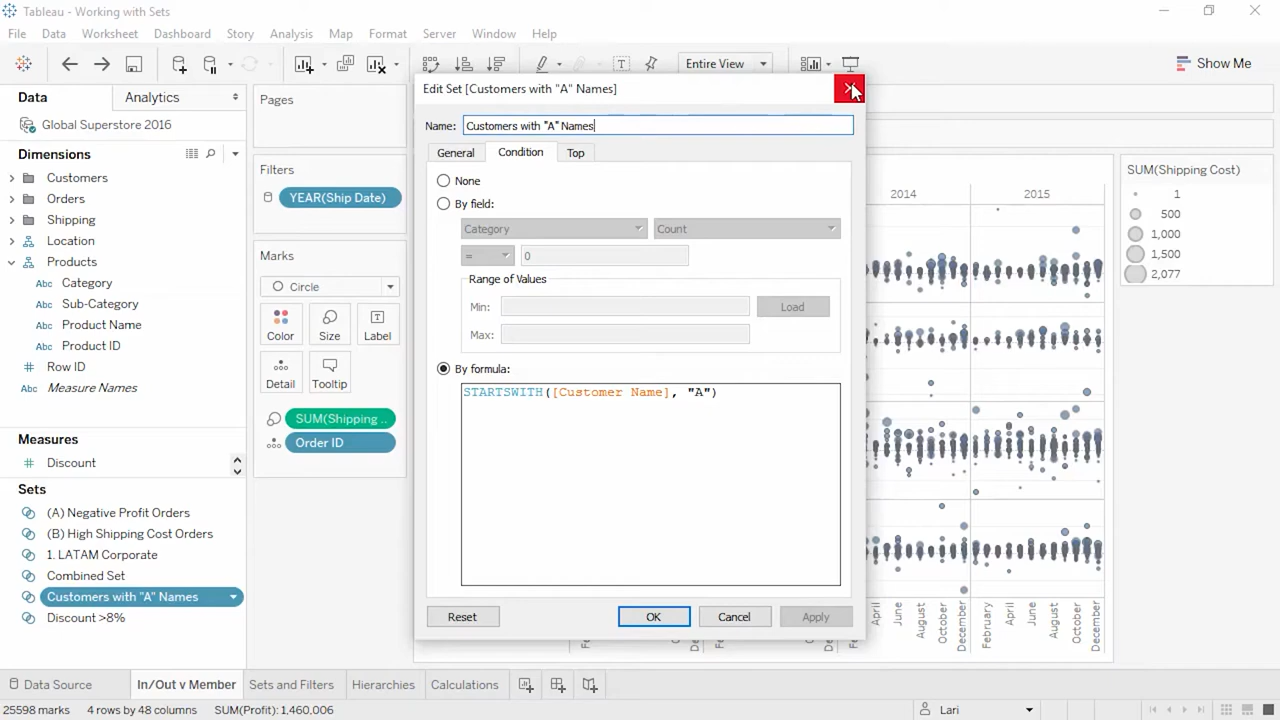 Tableau - Working with Sets
File Data Worksheet Dashboard Story Analysis Map Format Server Window Help
Entire View
Show Me
Data Analytics
Global Superstore 2016
Dimensions
Customers
Orders
Shipping
Location
Products
Abc Category
Abc Sub-Category
Abc Product Name
Abc Product ID
# Row ID
Abc Measure Names
Measures
# Discount
Sets
(A) Negative Profit Orders
(B) High Shipping Cost Orders
1. LATAM Corporate
Combined Set
Customers with "A" Names
Discount >8%
Pages
Filters
YEAR(Ship Date)
Marks
Circle
Color Size Label
Detail Tooltip
SUM(Shipping ..
Order ID
Edit Set [Customers with "A" Names]
Name: Customers with "A" Names
General Condition Top
None
By field:
Category Count
= 0
Range of Values
Min: Load
Max:
By formula:
STARTSWITH([Customer Name], "A")
Reset OK Cancel Apply
2014 2015
April June August October December February April June August October December
SUM(Shipping Cost)
1
500
1,000
1,500
2,077
Data Source In/Out v Member Sets and Filters Hierarchies Calculations
25598 marks 4 rows by 48 columns SUM(Profit): 1,460,006 Lari